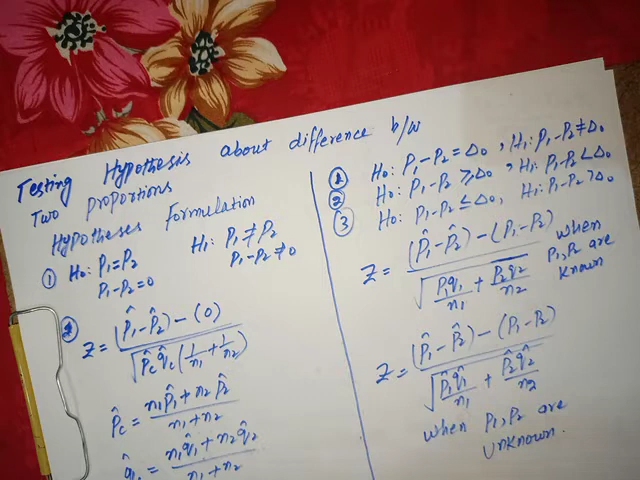 Testing Hypothesis about difference b/w
Two proportions
Hypotheses Formulation
① H₀: P₁=P₂ H₁: P₁≠P₂
P₁-P₂=0 P₁-P₂≠0
Z = ((p̂₁-p̂₂)-(0)) / √(p̂c q̂c (1/n₁ + 1/n₂))
p̂c = (n₁p̂₁+n₂p̂₂) / (n₁+n₂)
q̂c = (n₁q̂₁+n₂q̂₂) / (n₁+n₂)
① H₀: P₁-P₂=Δ₀, H₁: P₁-P₂≠Δ₀
② H₀: P₁-P₂≥Δ₀, H₁: P₁-P₂<Δ₀
③ H₀: P₁-P₂≤Δ₀, H₁: P₁-P₂>Δ₀
Z = ((p̂₁-p̂₂)-(P₁-P₂)) / √(P₁q₁/n₁ + P₂q₂/n₂) when
P₁,P₂ are
known
Z = ((p̂₁-p̂₂)-(P₁-P₂)) / √(p̂₁q̂₁/n₁ + p̂₂q̂₂/n₂)
when P₁,P₂ are
unknown.